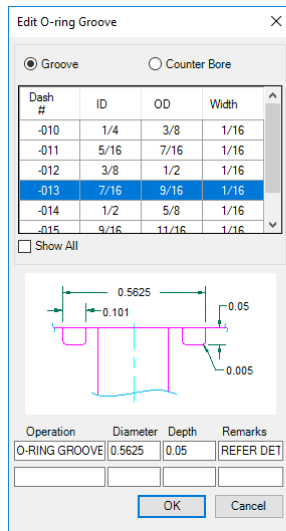 Edit O-ring Groove
Groove Counter Bore
Dash # ID OD Width
-010 1/4 3/8 1/16
-011 5/16 7/16 1/16
-012 3/8 1/2 1/16
-013 7/16 9/16 1/16
-014 1/2 5/8 1/16
-015 9/16 11/16 1/16
Show All
0.5625
0.101
0.05
0.005
Operation Diameter Depth Remarks
O-RING GROOVE 0.5625 0.05 REFER DET
OK Cancel